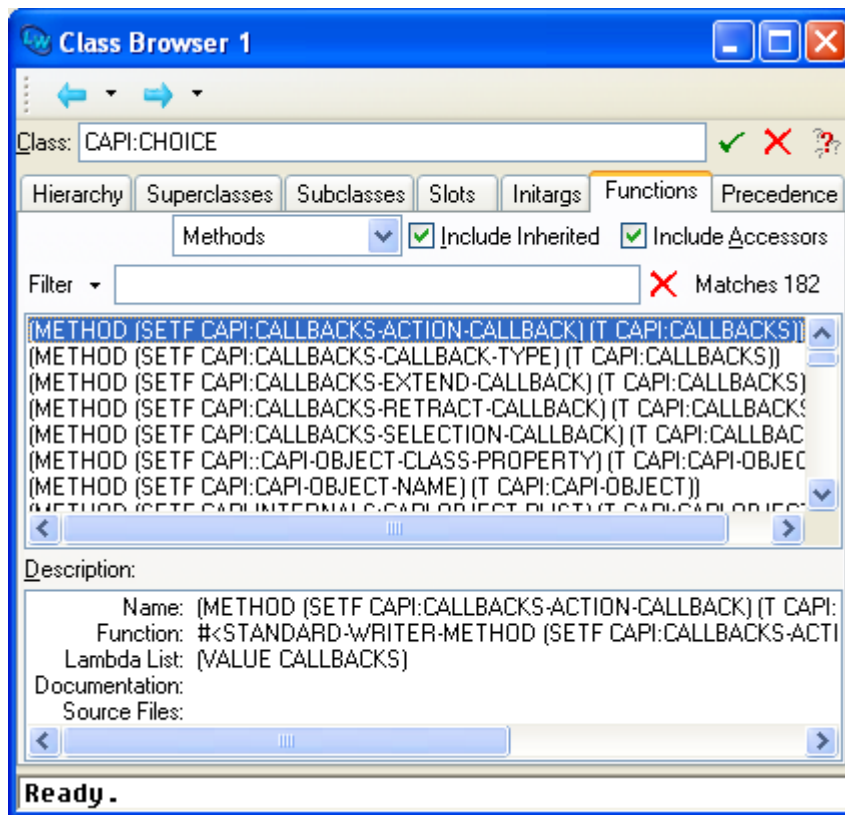 LW Class Browser 1
Class: CAPI:CHOICE
Hierarchy Superclasses Subclasses Slots Initargs Functions Precedence
Methods Include Inherited Include Accessors
Filter Matches 182
(METHOD (SETF CAPI:CALLBACKS-ACTION-CALLBACK) (T CAPI:CALLBACKS))
(METHOD (SETF CAPI:CALLBACKS-CALLBACK-TYPE) (T CAPI:CALLBACKS))
(METHOD (SETF CAPI:CALLBACKS-EXTEND-CALLBACK) (T CAPI:CALLBACKS)
(METHOD (SETF CAPI:CALLBACKS-RETRACT-CALLBACK) (T CAPI:CALLBACKS
(METHOD (SETF CAPI:CALLBACKS-SELECTION-CALLBACK) (T CAPI:CALLBAC
(METHOD (SETF CAPI::CAPI-OBJECT-CLASS-PROPERTY) (T CAPI:CAPI-OBJEC
(METHOD (SETF CAPI:CAPI-OBJECT-NAME) (T CAPI:CAPI-OBJECT))
Description:
Name: (METHOD (SETF CAPI:CALLBACKS-ACTION-CALLBACK) (T CAPI:
Function: #<STANDARD-WRITER-METHOD (SETF CAPI:CALLBACKS-ACTI
Lambda List: (VALUE CALLBACKS)
Documentation:
Source Files:
Ready.